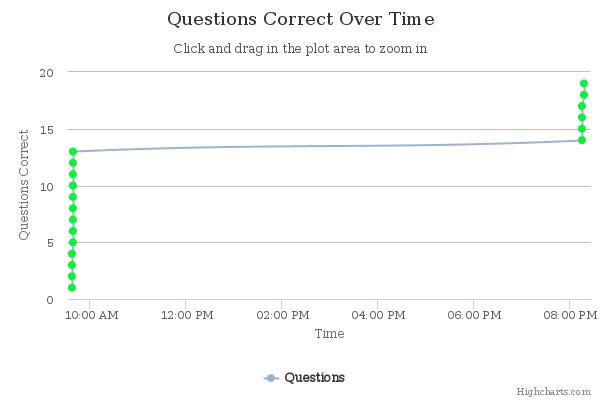 Questions Correct Over Time
Click and drag in the plot area to zoom in
Questions Correct
20
15
10
5
0
10:00 AM 12:00 PM 02:00 PM 04:00 PM 06:00 PM 08:00 PM
Time
Questions
Highcharts.com